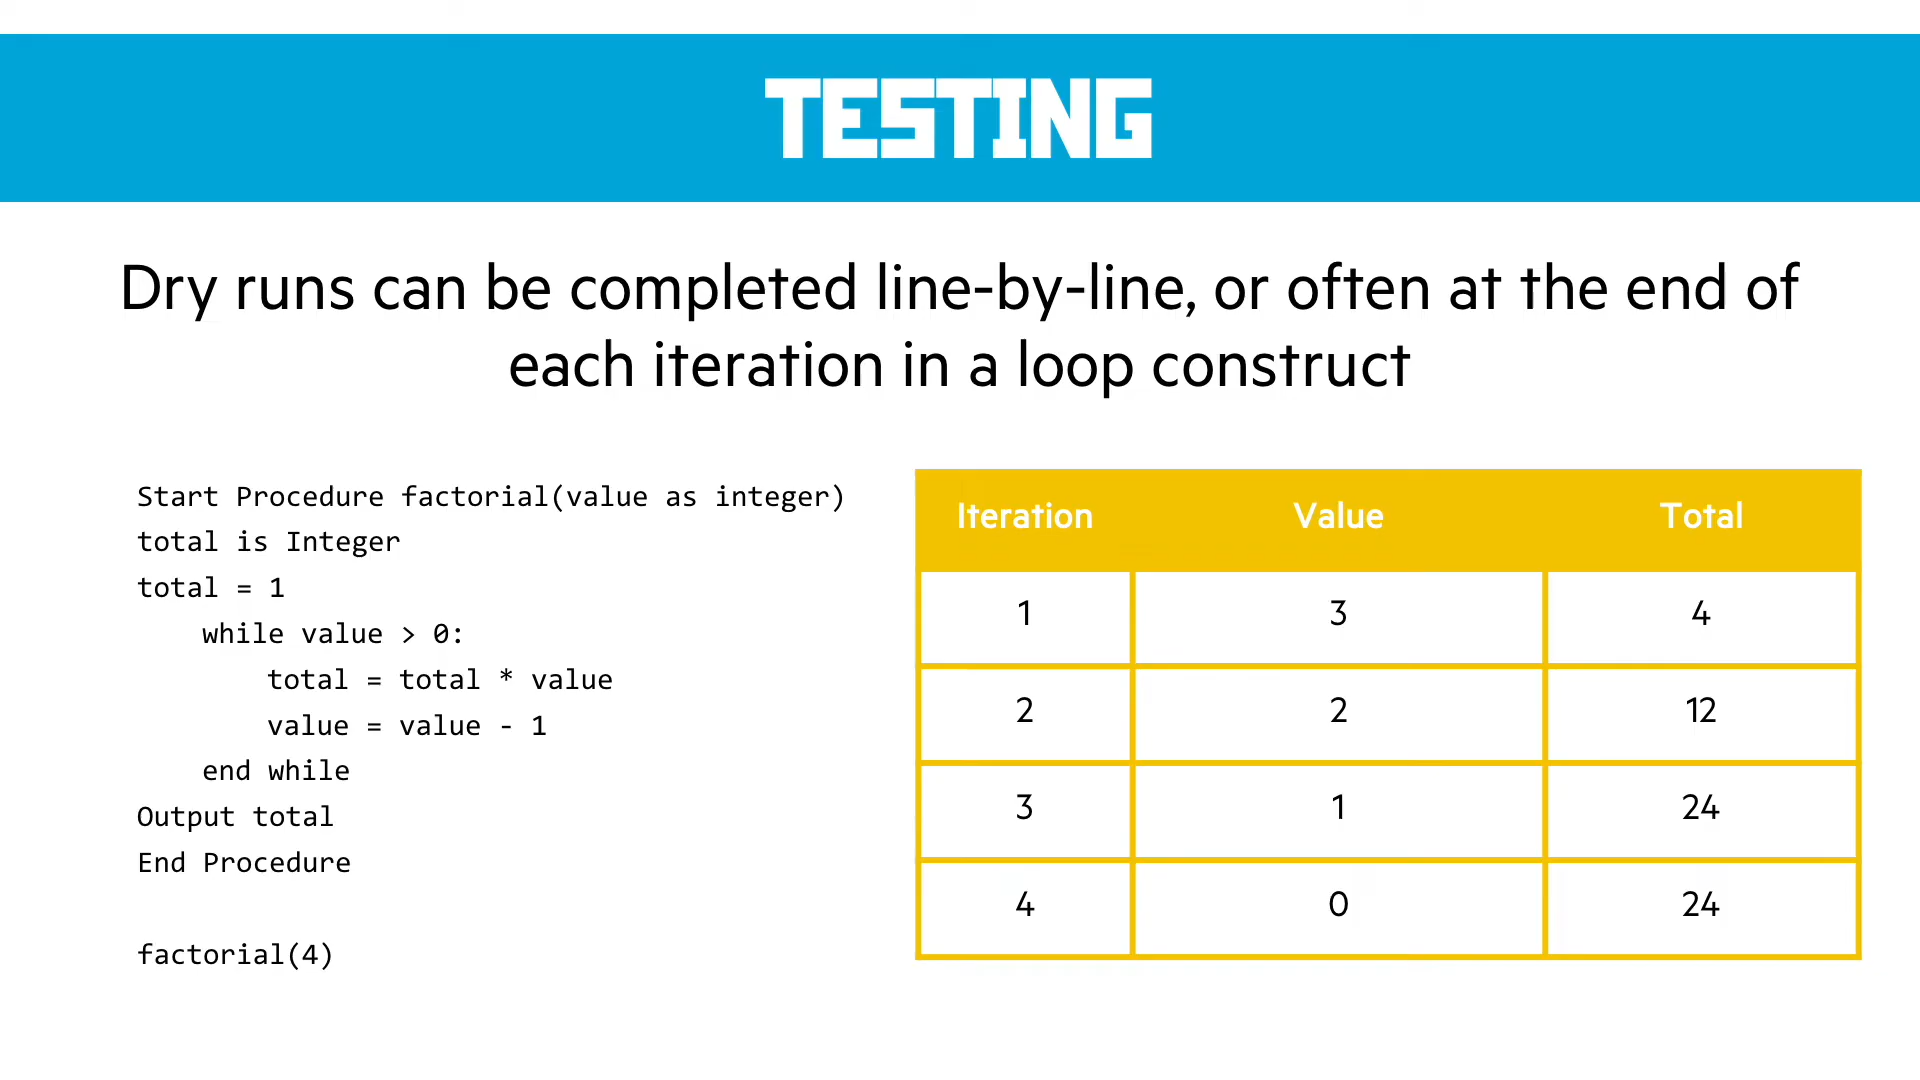 TESTING
Dry runs can be completed line-by-line, or often at the end of
each iteration in a loop construct
Start Procedure factorial(value as integer)
total is Integer
total = 1
while value > 0:
total = total * value
value = value - 1
end while
Output total
End Procedure
factorial(4)
Iteration Value Total
1 3 4
2 2 12
3 1 24
4 0 24